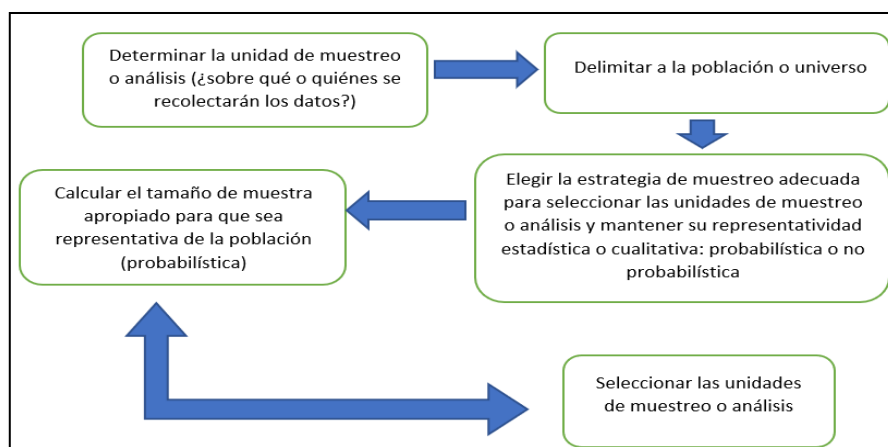 Determinar la unidad de muestreo
o análisis (¿sobre qué o quiénes se
recolectarán los datos?)
Delimitar a la población o universo
Elegir la estrategia de muestreo adecuada
para seleccionar las unidades de muestreo
o análisis y mantener su representatividad
estadística o cualitativa: probabilística o no
probabilística
Calcular el tamaño de muestra
apropiado para que sea
representativa de la población
(probabilística)
Seleccionar las unidades
de muestreo o análisis